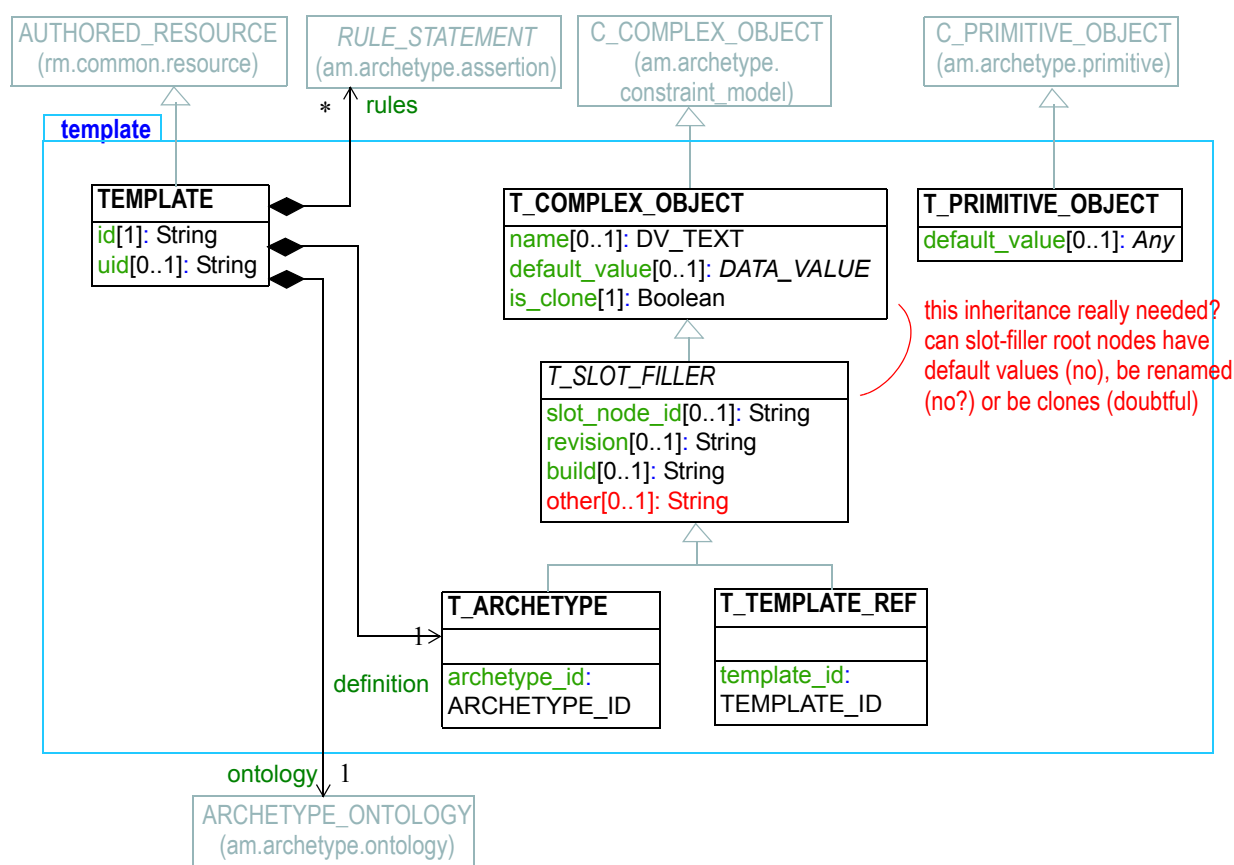 AUTHORED_RESOURCE
(rm.common.resource)
RULE_STATEMENT
(am.archetype.assertion)
C_COMPLEX_OBJECT
(am.archetype.
constraint_model)
C_PRIMITIVE_OBJECT
(am.archetype.primitive)
* rules
template
TEMPLATE
id[1]: String
uid[0..1]: String
T_COMPLEX_OBJECT
name[0..1]: DV_TEXT
default_value[0..1]: DATA_VALUE
is_clone[1]: Boolean
T_PRIMITIVE_OBJECT
default_value[0..1]: Any
this inheritance really needed?
can slot-filler root nodes have
default values (no), be renamed
(no?) or be clones (doubtful)
T_SLOT_FILLER
slot_node_id[0..1]: String
revision[0..1]: String
build[0..1]: String
other[0..1]: String
T_ARCHETYPE
archetype_id:
ARCHETYPE_ID
T_TEMPLATE_REF
template_id:
TEMPLATE_ID
1
definition
ontology 1
ARCHETYPE_ONTOLOGY
(am.archetype.ontology)